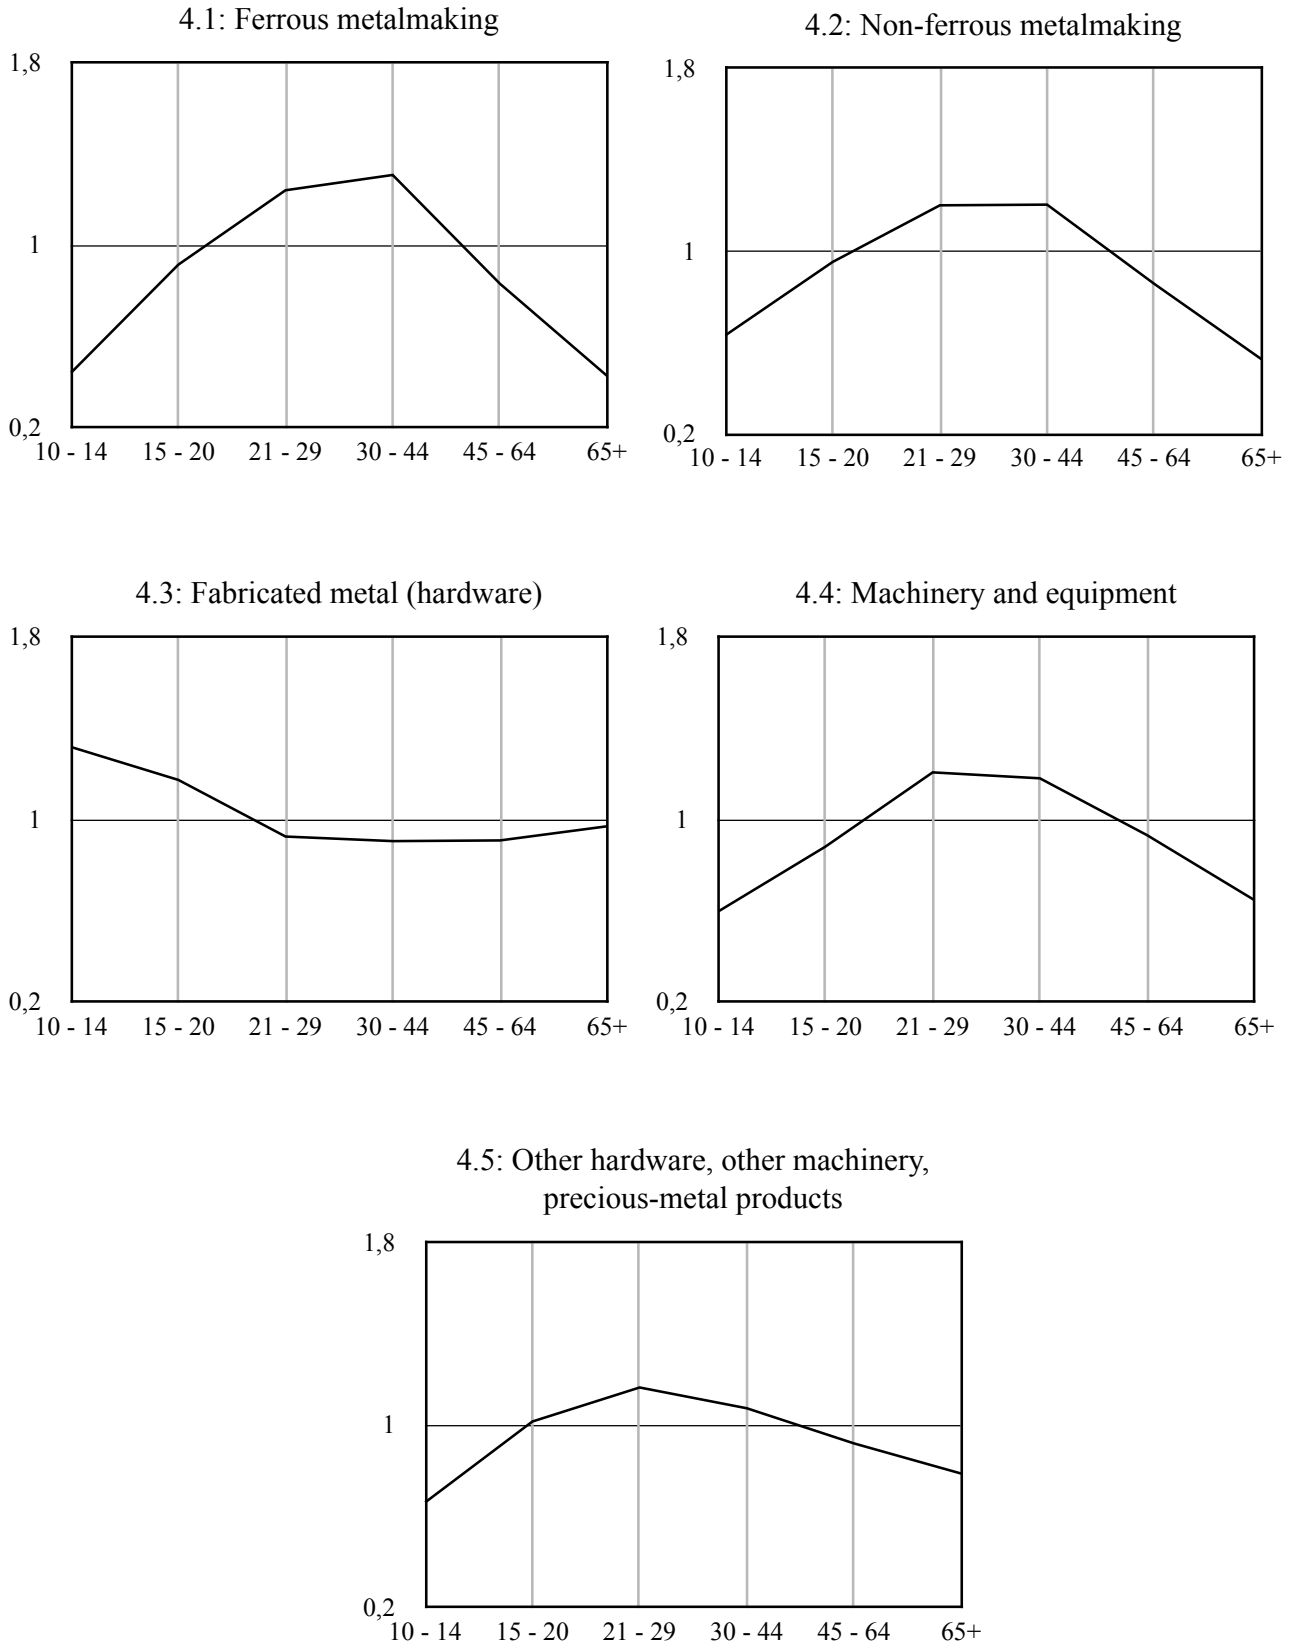 4.1: Ferrous metalmaking
1,8
1
0,2
10 - 14 15 - 20 21 - 29 30 - 44 45 - 64 65+
4.2: Non-ferrous metalmaking
1,8
1
0,2
10 - 14 15 - 20 21 - 29 30 - 44 45 - 64 65+
4.3: Fabricated metal (hardware)
1,8
1
0,2
10 - 14 15 - 20 21 - 29 30 - 44 45 - 64 65+
4.4: Machinery and equipment
1,8
1
0,2
10 - 14 15 - 20 21 - 29 30 - 44 45 - 64 65+
4.5: Other hardware, other machinery,
precious-metal products
1,8
1
0,2
10 - 14 15 - 20 21 - 29 30 - 44 45 - 64 65+